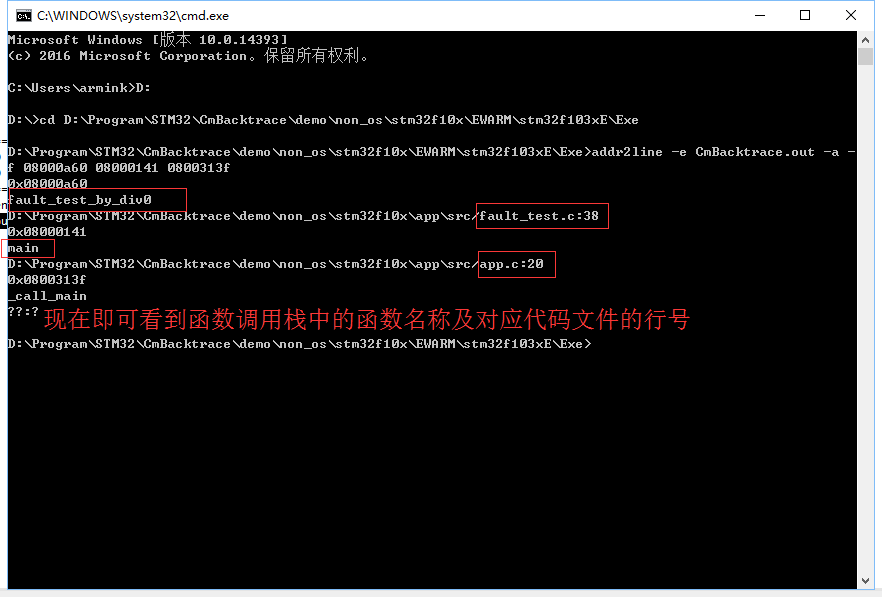 C:\WINDOWS\system32\cmd.exe
Microsoft Windows [版本 10.0.14393]
(c) 2016 Microsoft Corporation。保留所有权利。
C:\Users\armink>D:
D:\>cd D:\Program\STM32\CmBacktrace\demo\non_os\stm32f10x\EWARM\stm32f103xE\Exe
D:\Program\STM32\CmBacktrace\demo\non_os\stm32f10x\EWARM\stm32f103xE\Exe>addr2line -e CmBacktrace.out -a -
f 08000a60 08000141 0800313f
0x08000a60
fault_test_by_div0
D:\Program\STM32\CmBacktrace\demo\non_os\stm32f10x\app\src/fault_test.c:38
0x08000141
main
D:\Program\STM32\CmBacktrace\demo\non_os\stm32f10x\app\src/app.c:20
0x0800313f
_call_main
??:?
现在即可看到函数调用栈中的函数名称及对应代码文件的行号
D:\Program\STM32\CmBacktrace\demo\non_os\stm32f10x\EWARM\stm32f103xE\Exe>